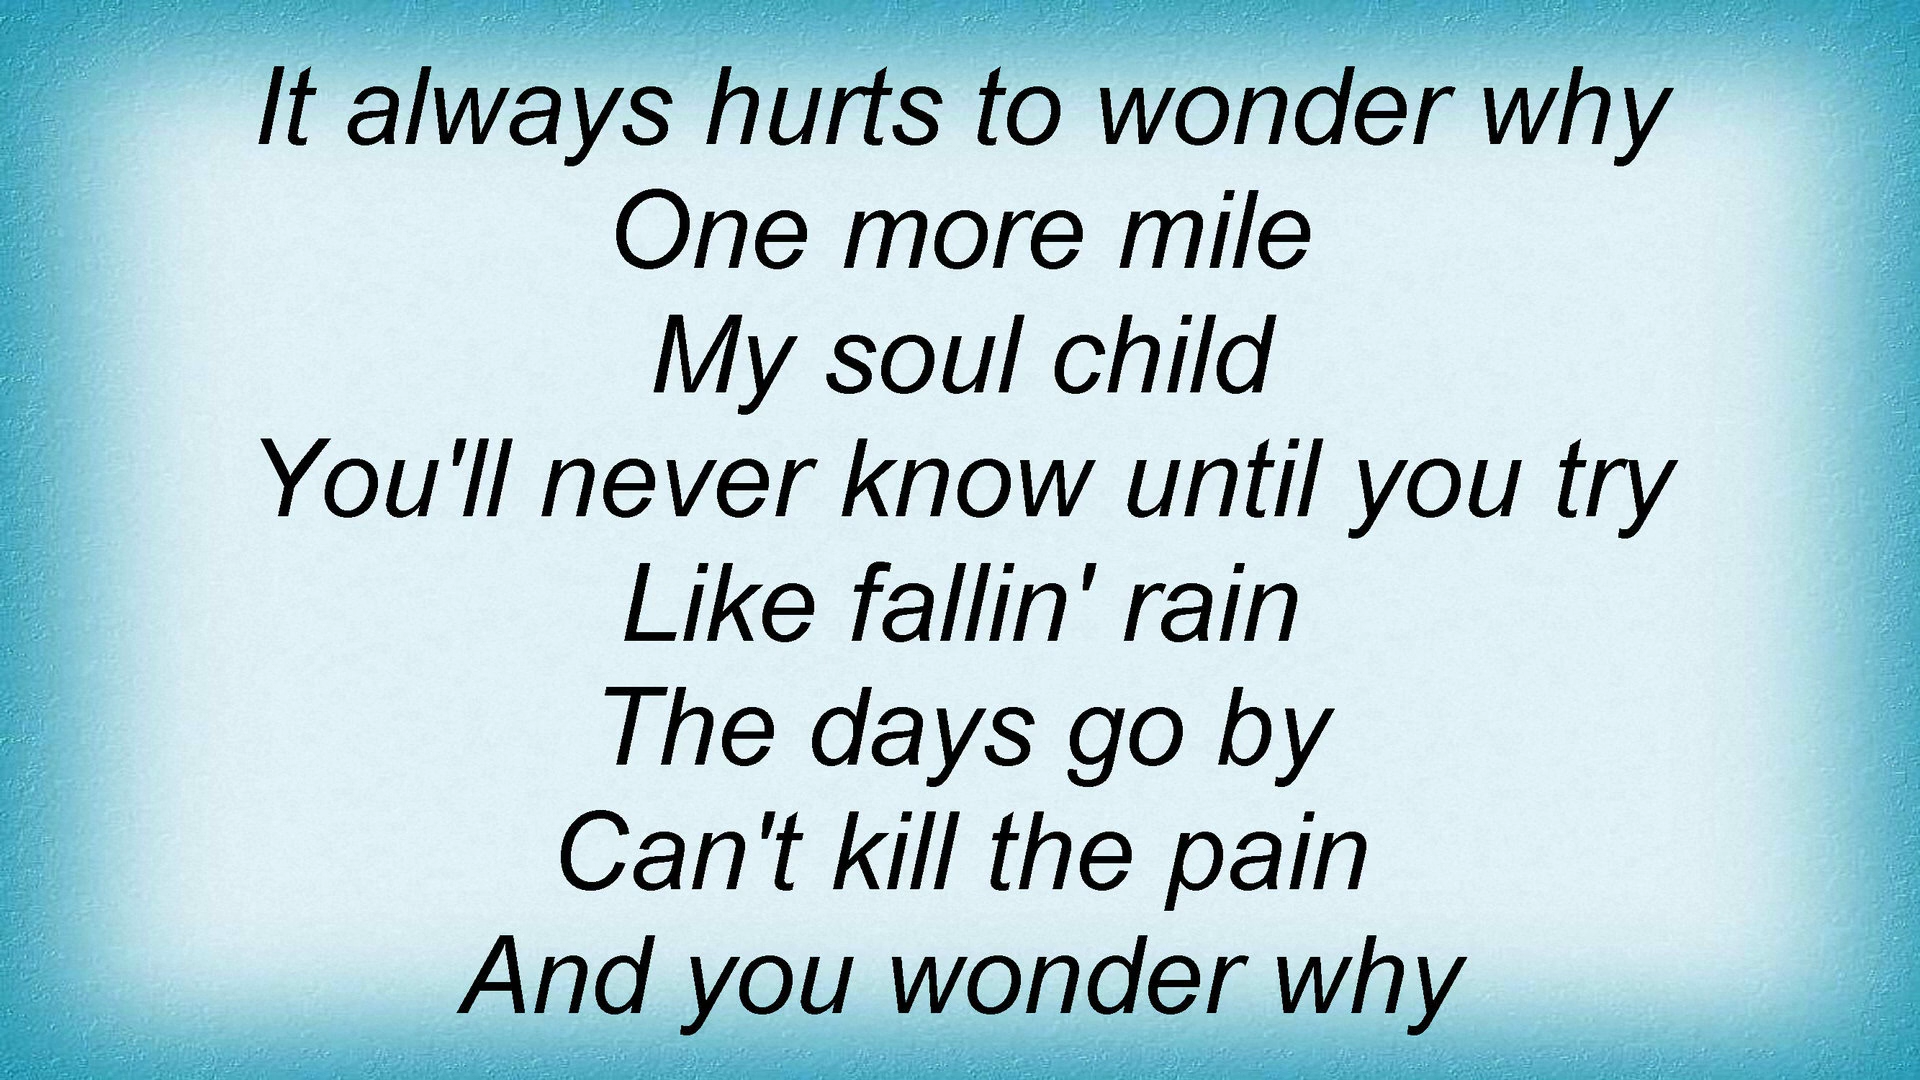 It always hurts to wonder why
One more mile
My soul child
You'll never know until you try
Like fallin' rain
The days go by
Can't kill the pain
And you wonder why